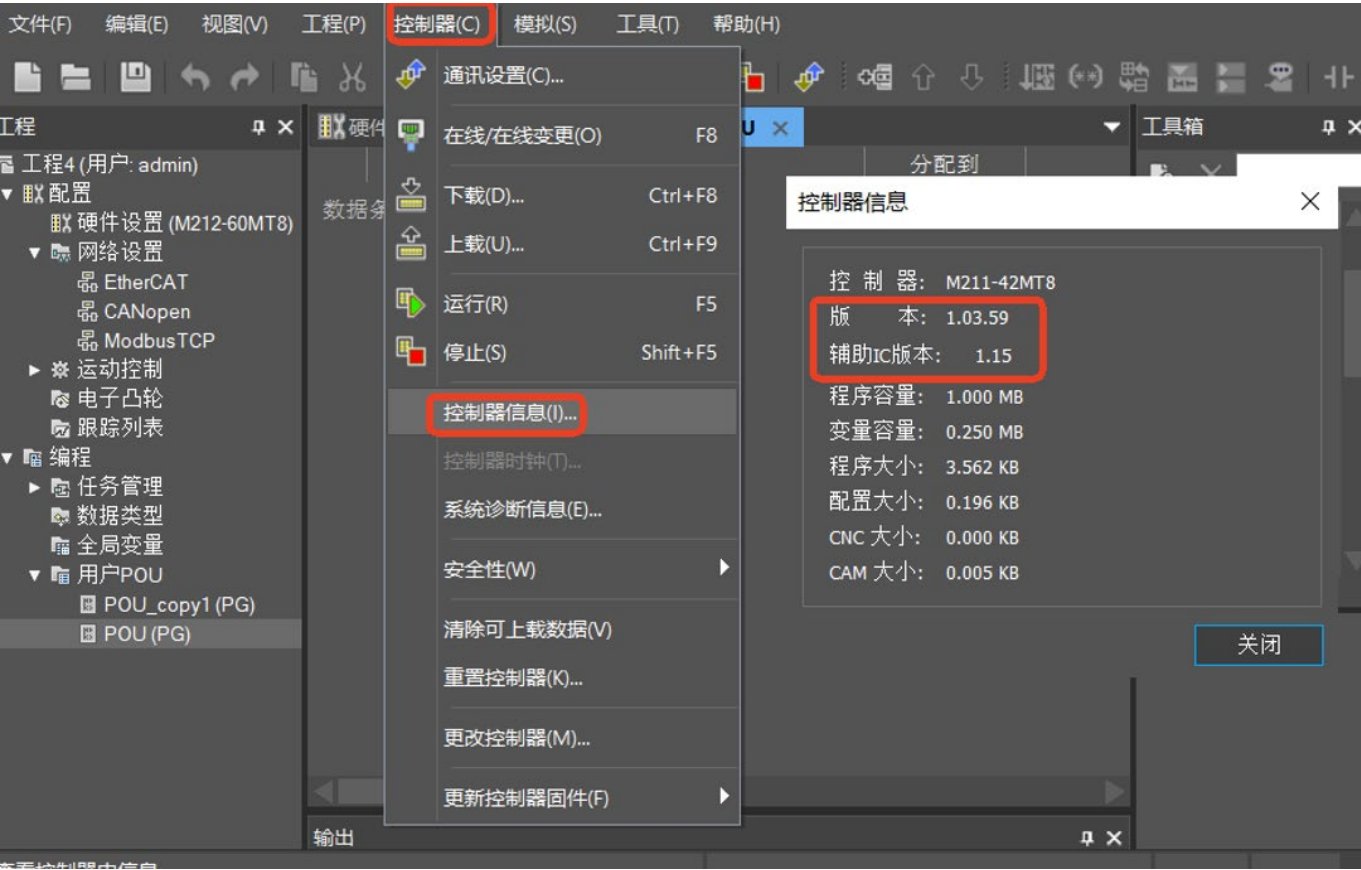 文件(F) 编辑(E) 视图(V) 工程(P) 控制器(C) 模拟(S) 工具(T) 帮助(H)
工程
工程4 (用户: admin)
配置
硬件设置 (M212-60MT8)
网络设置
EtherCAT
CANopen
ModbusTCP
运动控制
电子凸轮
跟踪列表
编程
任务管理
数据类型
全局变量
用户POU
POU_copy1 (PG)
POU (PG)
硬件
U
分配到
数据
通讯设置(C)...
在线/在线变更(O) F8
下载(D)... Ctrl+F8
上载(U)... Ctrl+F9
运行(R) F5
停止(S) Shift+F5
控制器信息(I)...
控制器时钟(T)...
系统诊断信息(E)...
安全性(W)
清除可上载数据(V)
重置控制器(K)...
更改控制器(M)...
更新控制器固件(F)
输出
工具箱
控制器信息
控 制 器: M211-42MT8
版 本: 1.03.59
辅助IC版本: 1.15
程序容量: 1.000 MB
变量容量: 0.250 MB
程序大小: 3.562 KB
配置大小: 0.196 KB
CNC 大小: 0.000 KB
CAM 大小: 0.005 KB
关闭